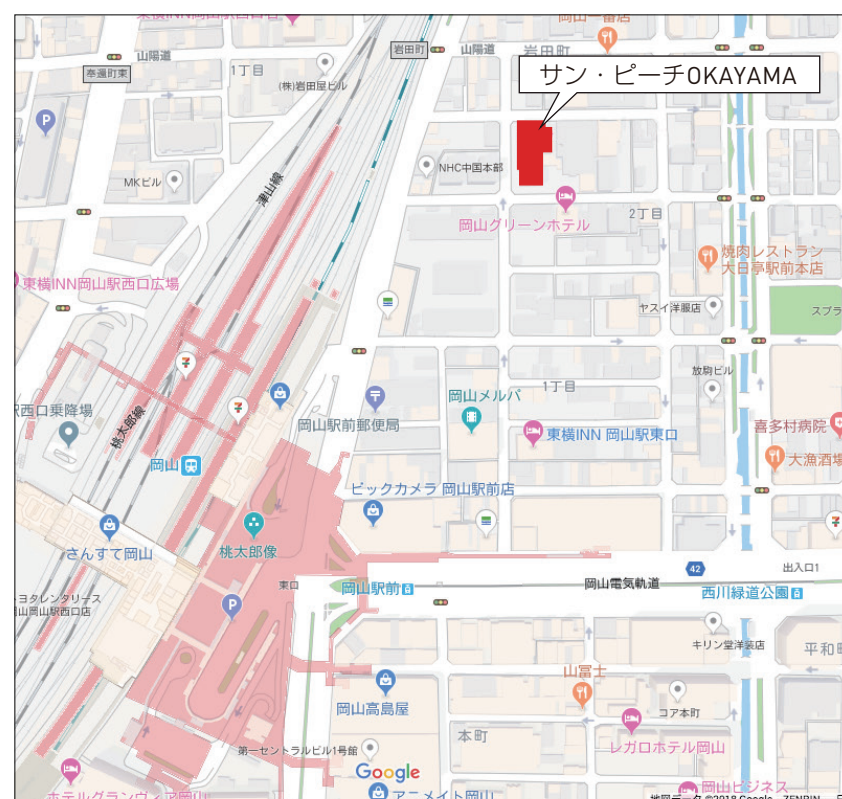 東横INN岡山駅西口右
岡山一番店
山陽道
岩田町
山陽道
岩田町
奉還町東
1丁目
(株)岩田屋ビル
サン・ピーチOKAYAMA
P
NHC中国本部
MKビル
津山線
岡山グリーンホテル
2丁目
焼肉レストラン
大日亭駅前本店
東横INN岡山駅西口広場
ヤスイ洋服店
スプラ
放駒ビル
1丁目
岡山メルパ
岡山駅前郵便局
東横INN 岡山駅東口
喜多村病院
駅西口乗降場
桃太郎線
岡山
大漁酒場
ビックカメラ 岡山駅前店
さんすて岡山
桃太郎像
42
出入口1
東口
岡山駅前
岡山電気軌道
西川緑道公園
トヨタレンタリース
岡山駅西口店
P
キリン堂洋装店
平和町
山冨士
岡山高島屋
コア本町
本町
レガロホテル岡山
第一セントラルビル1号館
Google
ホテルグランヴィア岡山
アニメイト岡山
岡山ビジネス
地図データ ©2018 Google, ZENRIN